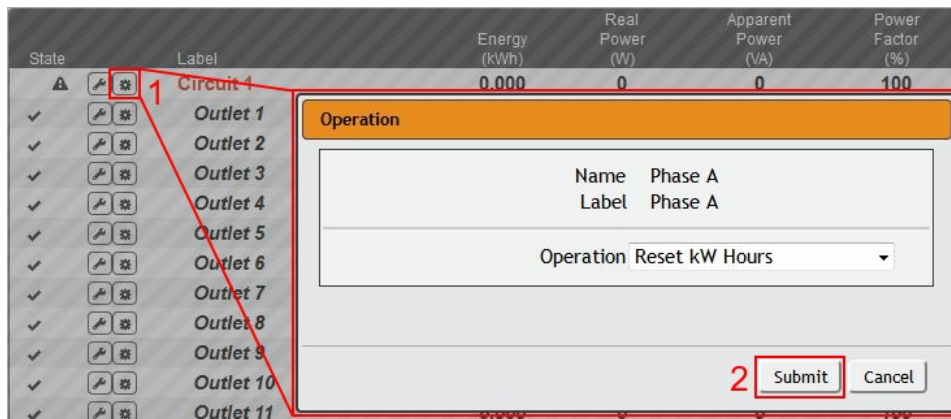 Real Apparent Power
Energy Power Power Factor
State Label (kWh) (W) (VA) (%)
1 Circuit 1 0.000 0 0 100
Outlet 1
Operation
Outlet 2
Outlet 3
Name Phase A
Outlet 4
Label Phase A
Outlet 5
Outlet 6
Operation Reset kW Hours
Outlet 7
Outlet 8
Outlet 9
Outlet 10
2 Submit Cancel
Outlet 11